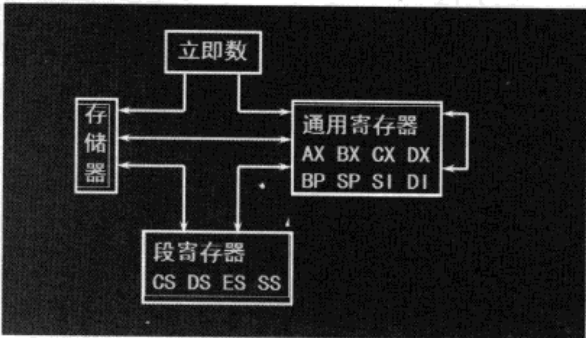 立即数
存储器
通用寄存器
AX BX CX DX
BP SP SI DI
段寄存器
CS DS ES SS